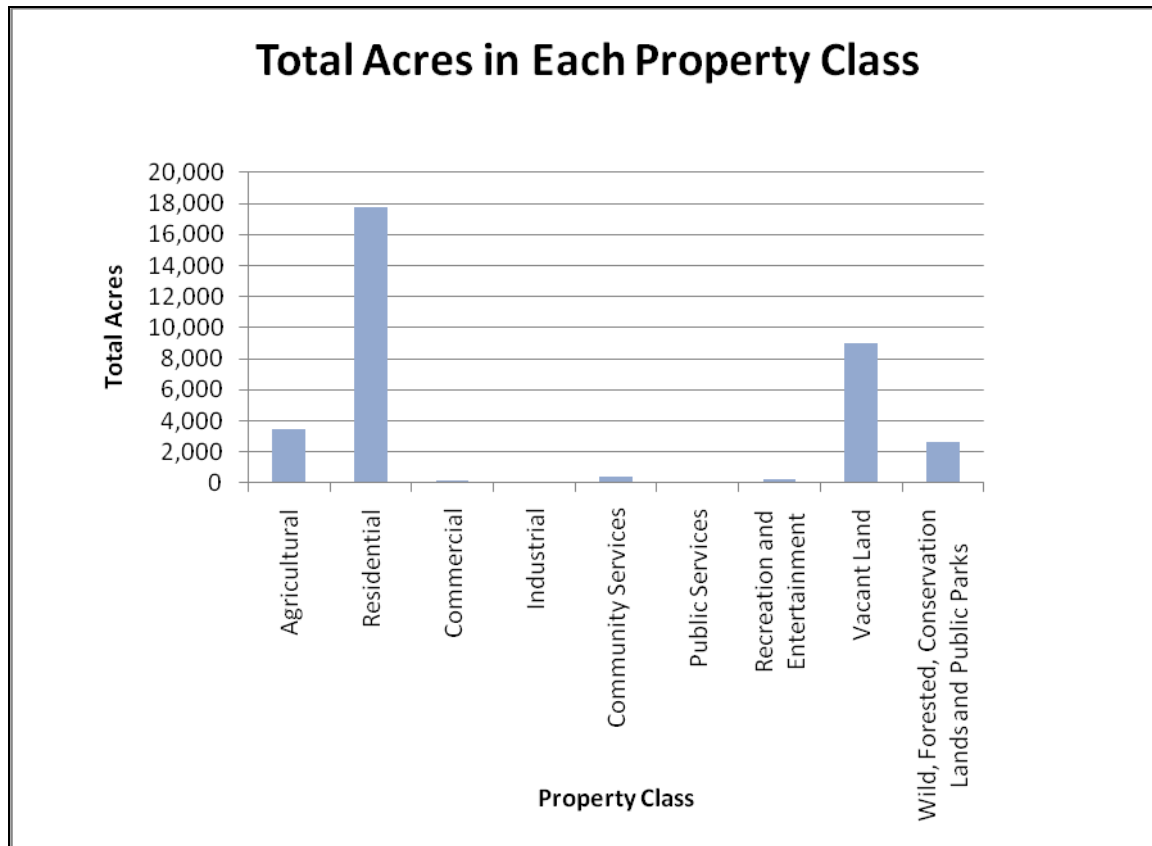 Total Acres in Each Property Class
20,000
18,000
16,000
14,000
12,000
10,000
8,000
6,000
4,000
2,000
0
Total Acres
Agricultural
Residential
Commercial
Industrial
Community Services
Public Services
Recreation and
Entertainment
Vacant Land
Wild, Forested, Conservation
Lands and Public Parks
Property Class